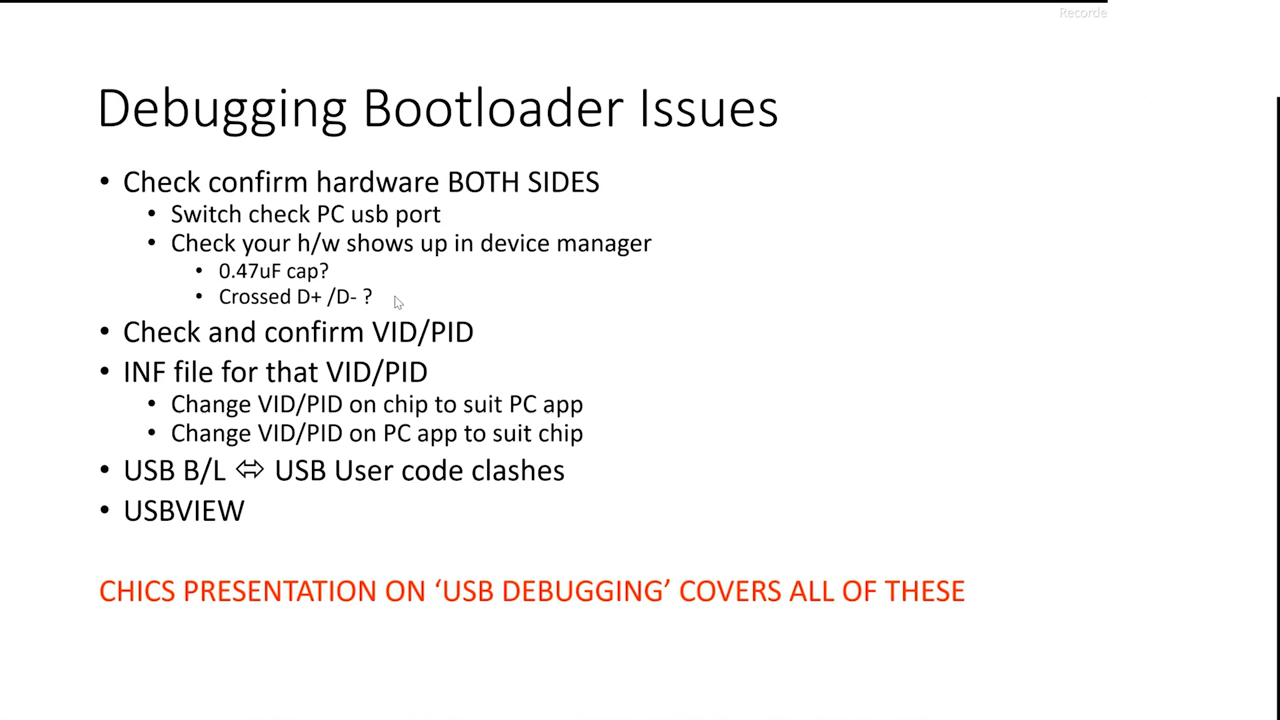 Recorde
Debugging Bootloader Issues
• Check confirm hardware BOTH SIDES
• Switch check PC usb port
• Check your h/w shows up in device manager
• 0.47uF cap?
• Crossed D+ /D- ?
• Check and confirm VID/PID
• INF file for that VID/PID
• Change VID/PID on chip to suit PC app
• Change VID/PID on PC app to suit chip
• USB B/L ⇔ USB User code clashes
• USBVIEW
CHICS PRESENTATION ON ‘USB DEBUGGING’ COVERS ALL OF THESE